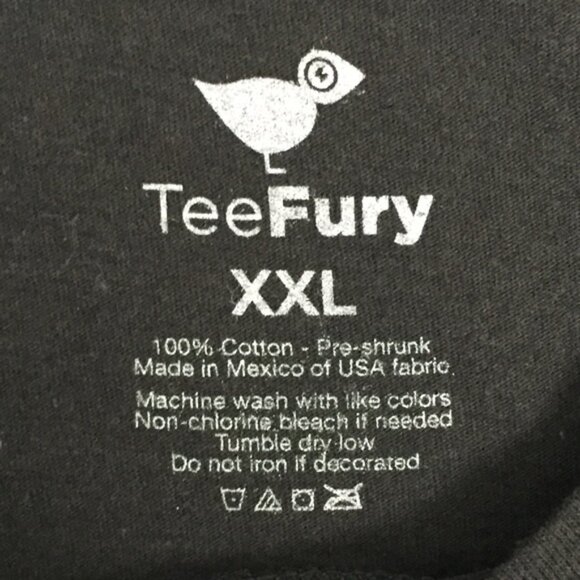 TeeFury
XXL
100% Cotton - Pre-shrunk
Made in Mexico of USA fabric.
Machine wash with like colors
Non-chlorine bleach if needed
Tumble dry low
Do not iron if decorated